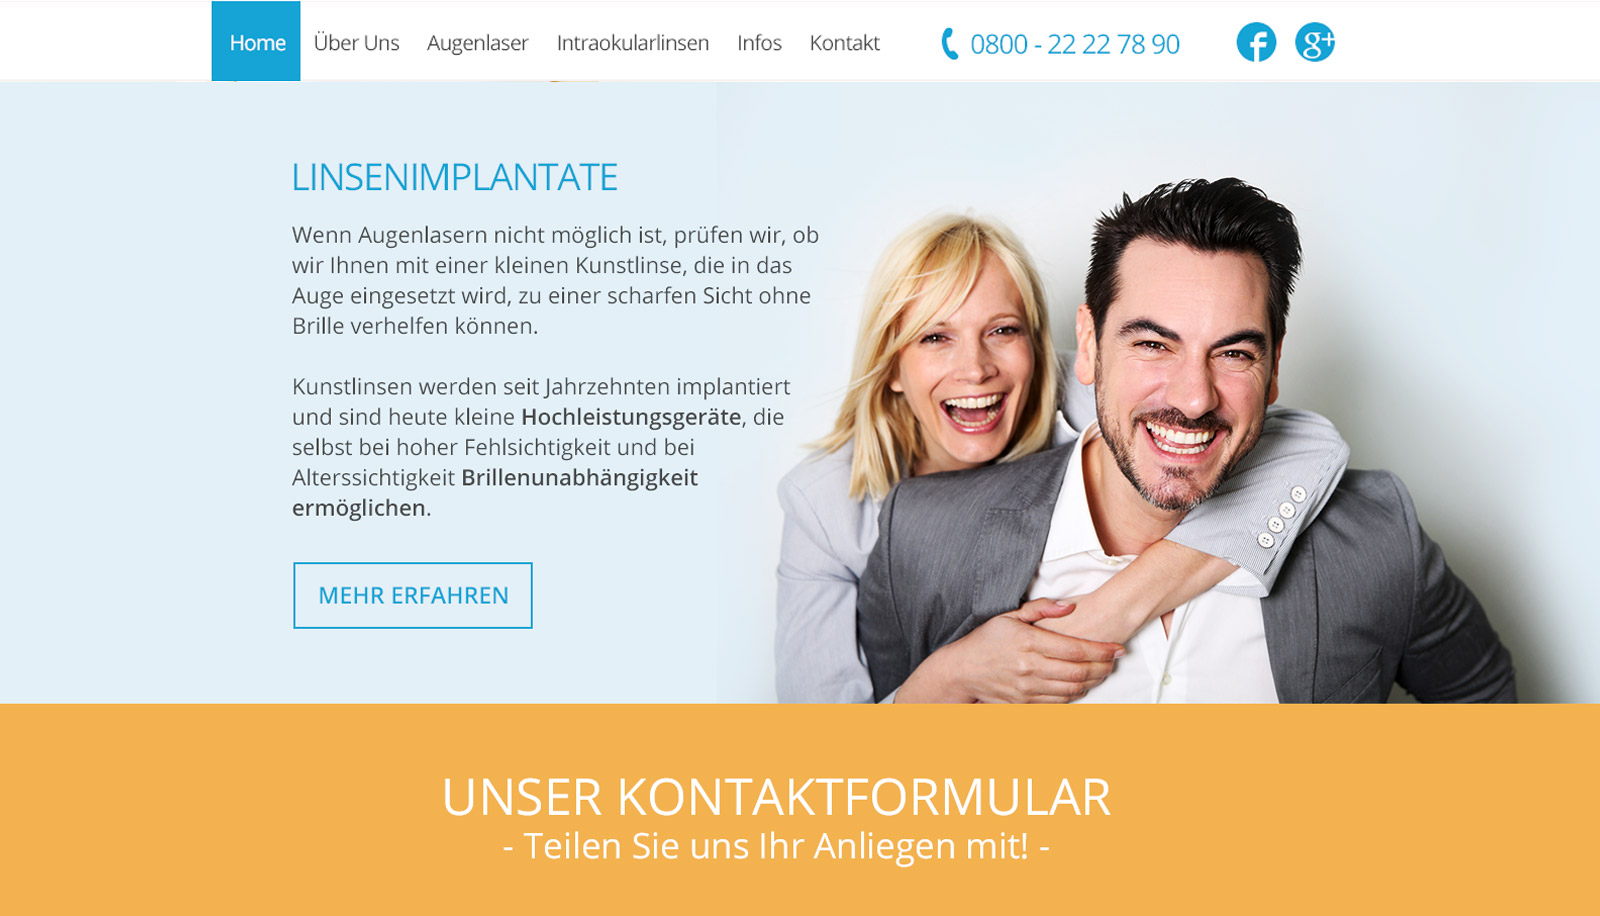 Home Über Uns Augenlaser Intraokularlinsen Infos Kontakt 0800 - 22 22 78 90 f g+
LINSENIMPLANTATE
Wenn Augenlasern nicht möglich ist, prüfen wir, ob
wir Ihnen mit einer kleinen Kunstlinse, die in das
Auge eingesetzt wird, zu einer scharfen Sicht ohne
Brille verhelfen können.
Kunstlinsen werden seit Jahrzehnten implantiert
und sind heute kleine Hochleistungsgeräte, die
selbst bei hoher Fehlsichtigkeit und bei
Alterssichtigkeit Brillenunabhängigkeit
ermöglichen.
MEHR ERFAHREN
UNSER KONTAKTFORMULAR
- Teilen Sie uns Ihr Anliegen mit! -